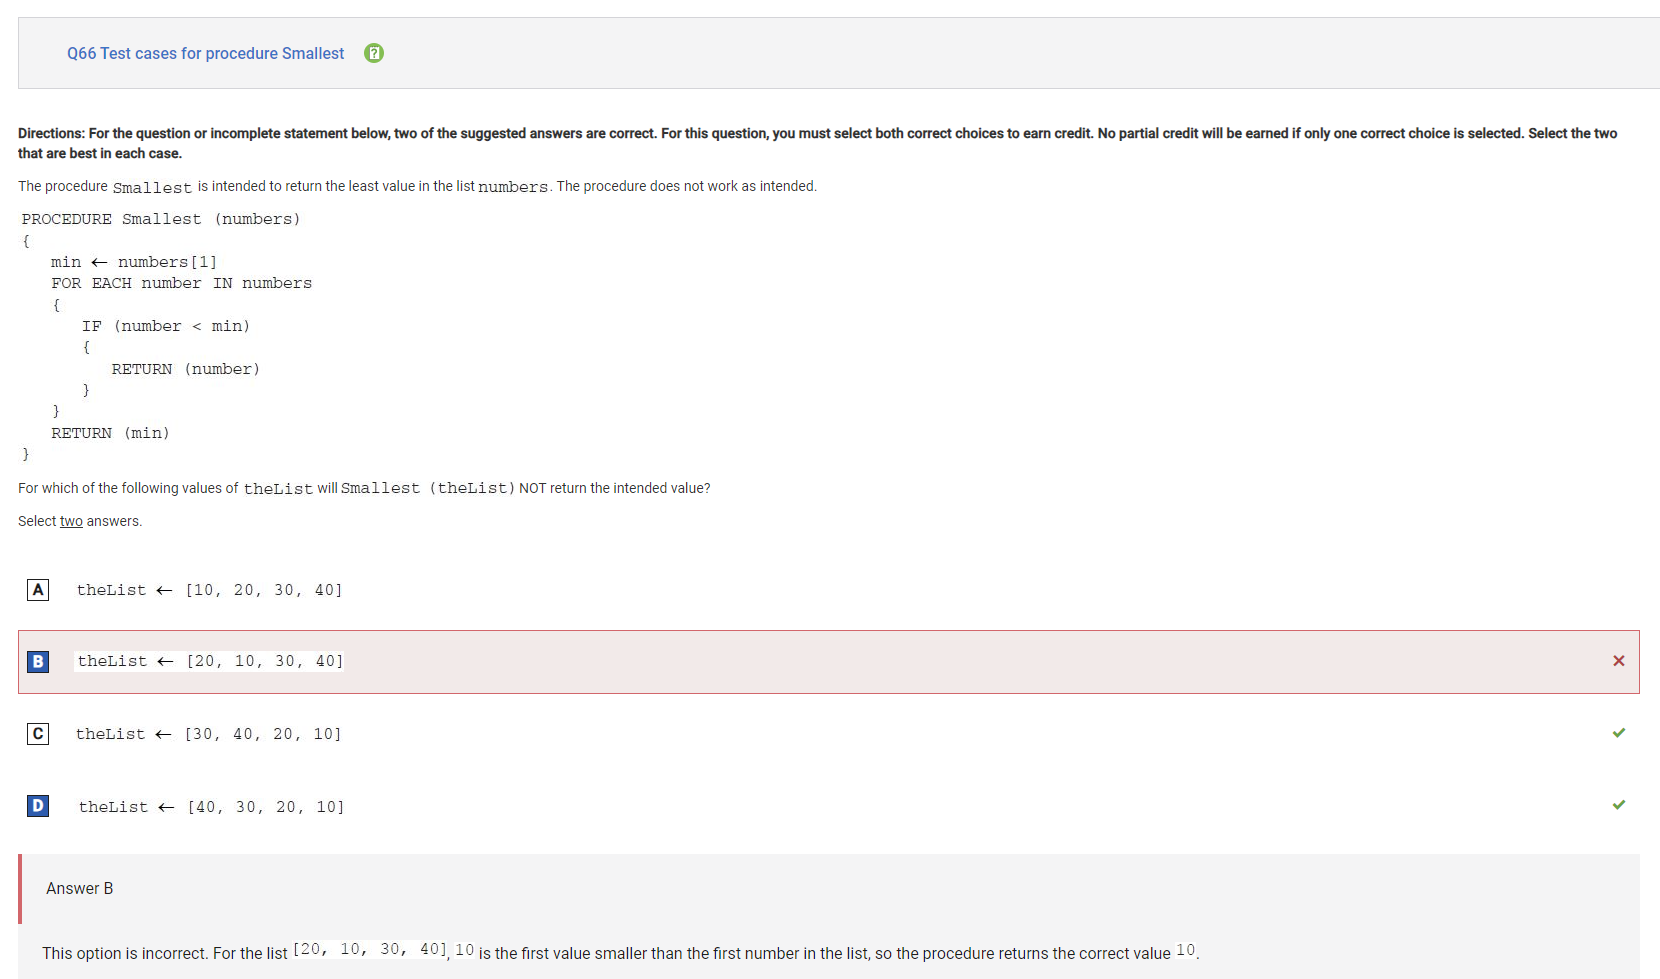 Q66 Test cases for procedure Smallest
Directions: For the question or incomplete statement below, two of the suggested answers are correct. For this question, you must select both correct choices to earn credit. No partial credit will be earned if only one correct choice is selected. Select the two
that are best in each case.
The procedure Smallest is intended to return the least value in the list numbers. The procedure does not work as intended.
PROCEDURE Smallest (numbers)
{
min ← numbers[1]
FOR EACH number IN numbers
{
IF (number < min)
{
RETURN (number)
}
}
RETURN (min)
}
For which of the following values of theList will Smallest (theList) NOT return the intended value?
Select two answers.
A theList ← [10, 20, 30, 40]
B theList ← [20, 10, 30, 40]
C theList ← [30, 40, 20, 10]
D theList ← [40, 30, 20, 10]
Answer B
This option is incorrect. For the list [20, 10, 30, 40], 10 is the first value smaller than the first number in the list, so the procedure returns the correct value 10.